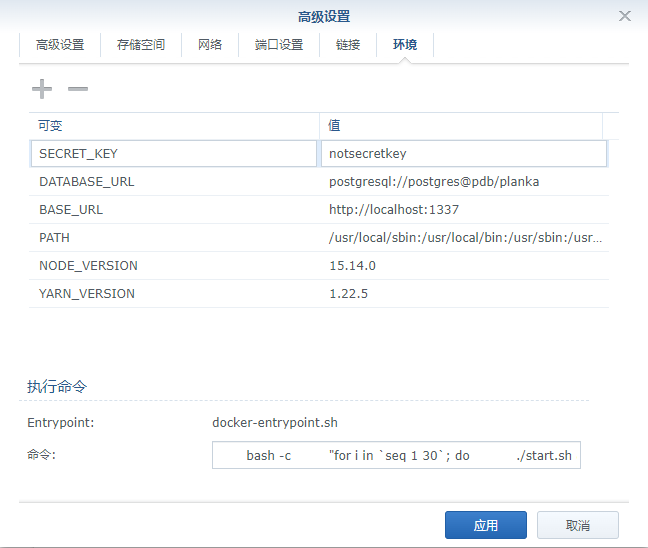 高级设置
高级设置 存储空间 网络 端口设置 链接 环境
可变 值
SECRET_KEY notsecretkey
DATABASE_URL postgresql://postgres@pdb/planka
BASE_URL http://localhost:1337
PATH /usr/local/sbin:/usr/local/bin:/usr/sbin:/usr...
NODE_VERSION 15.14.0
YARN_VERSION 1.22.5
执行命令
Entrypoint: docker-entrypoint.sh
命令: bash -c "for i in `seq 1 30`; do ./start.sh
应用 取消